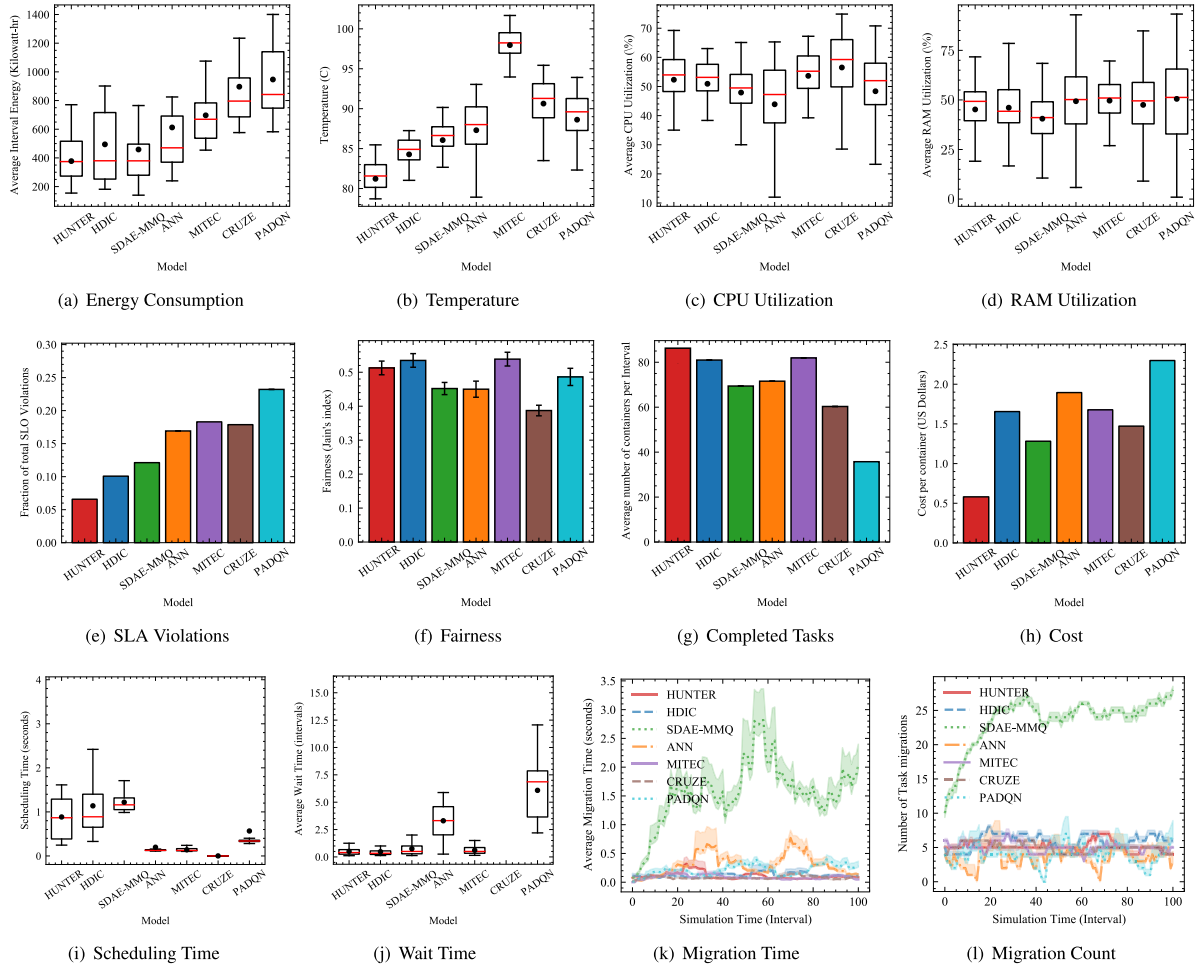 Average Interval Energy (Kilowatt-hr)
1400
1200
1000
800
600
400
200
HUNTER
HDIC
SDAE-MMQ
ANN
MITEC
CRUZE
PADQN
Model
(a) Energy Consumption
Temperature (C)
100
95
90
85
80
HUNTER
HDIC
SDAE-MMQ
ANN
MITEC
CRUZE
PADQN
Model
(b) Temperature
Average CPU Utilization (\%)
80
70
60
50
40
30
20
10
HUNTER
HDIC
SDAE-MMQ
ANN
MITEC
CRUZE
PADQN
Model
(c) CPU Utilization
Average RAM Utilization (\%)
75
50
25
0
HUNTER
HDIC
SDAE-MMQ
ANN
MITEC
CRUZE
PADQN
Model
(d) RAM Utilization
Fraction of total SLO Violations
0.30
0.25
0.20
0.15
0.10
0.05
0.00
HUNTER
HDIC
SDAE-MMQ
ANN
MITEC
CRUZE
PADQN
Model
(e) SLA Violations
Fairness (Jain's index)
0.5
0.4
0.3
0.2
0.1
0.0
HUNTER
HDIC
SDAE-MMQ
ANN
MITEC
CRUZE
PADQN
Model
(f) Fairness
Average number of containers per Interval
80
60
40
20
0
HUNTER
HDIC
SDAE-MMQ
ANN
MITEC
CRUZE
PADQN
Model
(g) Completed Tasks
Cost per container (US Dollars)
2.5
2.0
1.5
1.0
0.5
0.0
HUNTER
HDIC
SDAE-MMQ
ANN
MITEC
CRUZE
PADQN
Model
(h) Cost
Scheduling Time (seconds)
4
3
2
1
0
HUNTER
HDIC
SDAE-MMQ
ANN
MITEC
CRUZE
PADQN
Model
(i) Scheduling Time
Average Wait Time (intervals)
15.0
12.5
10.0
7.5
5.0
2.5
0.0
HUNTER
HDIC
SDAE-MMQ
ANN
MITEC
CRUZE
PADQN
Model
(j) Wait Time
Average Migration Time (seconds)
3.5
3.0
2.5
2.0
1.5
1.0
0.5
0.0
HUNTER
HDIC
SDAE-MMQ
ANN
MITEC
CRUZE
PADQN
0
20
40
60
80
100
Simulation Time (Interval)
(k) Migration Time
Number of Task migrations
25
20
15
10
5
0
HUNTER
HDIC
SDAE-MMQ
ANN
MITEC
CRUZE
PADQN
0
20
40
60
80
100
Simulation Time (Interval)
(l) Migration Count